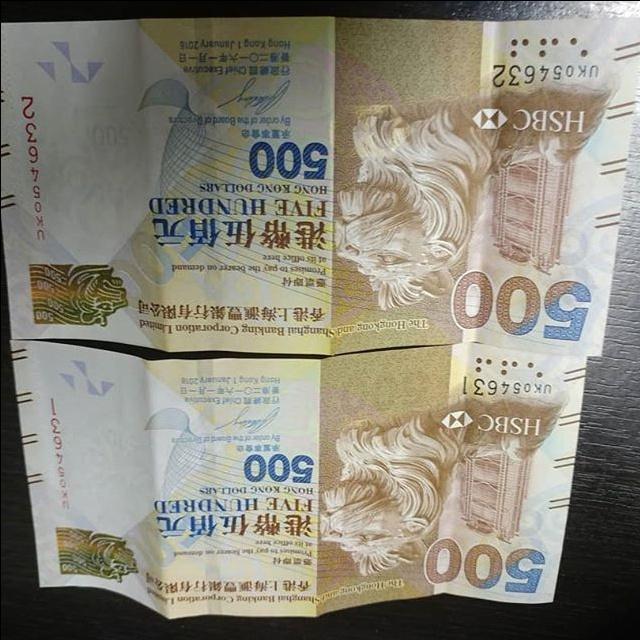 The Hongkong and Shanghai Banking Corporation Limited
香港上海滙豐銀行有限公司
憑票即付
Promises to pay the bearer on demand
at its office here
港幣伍佰元
FIVE HUNDRED
HONG KONG DOLLARS
500
承董事會命
By order of the Board of Directors
行政總裁 Chief Executive
香港二〇一六年一月一日
Hong Kong 1 January 2016
500
HSBC
UK054631
UK054631
The Hongkong and Shanghai Banking Corporation Limited
香港上海滙豐銀行有限公司
憑票即付
Promises to pay the bearer on demand
at its office here
港幣伍佰元
FIVE HUNDRED
HONG KONG DOLLARS
500
承董事會命
By order of the Board of Directors
行政總裁 Chief Executive
香港二〇一六年一月一日
Hong Kong 1 January 2016
500
HSBC
UK054632
UK054632